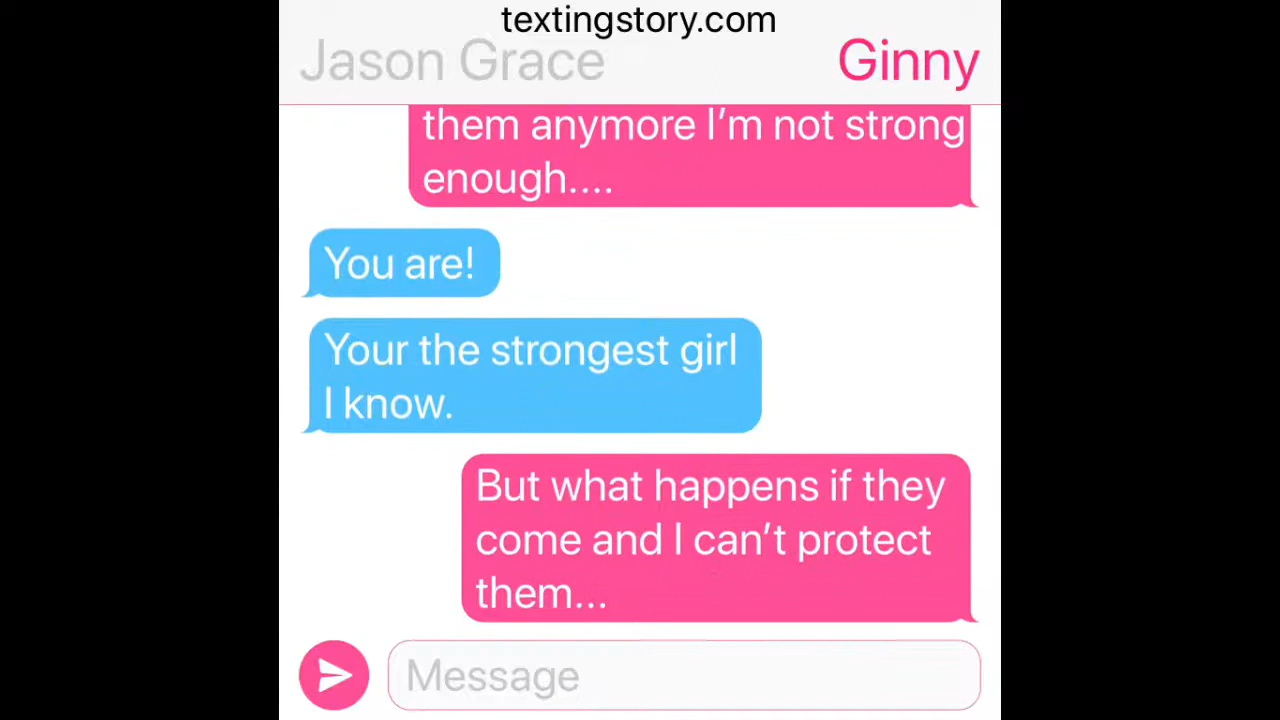 textingstory.com
Jason Grace Ginny
them anymore I’m not strong
enough....
You are!
Your the strongest girl
I know.
But what happens if they
come and I can’t protect
them...
Message